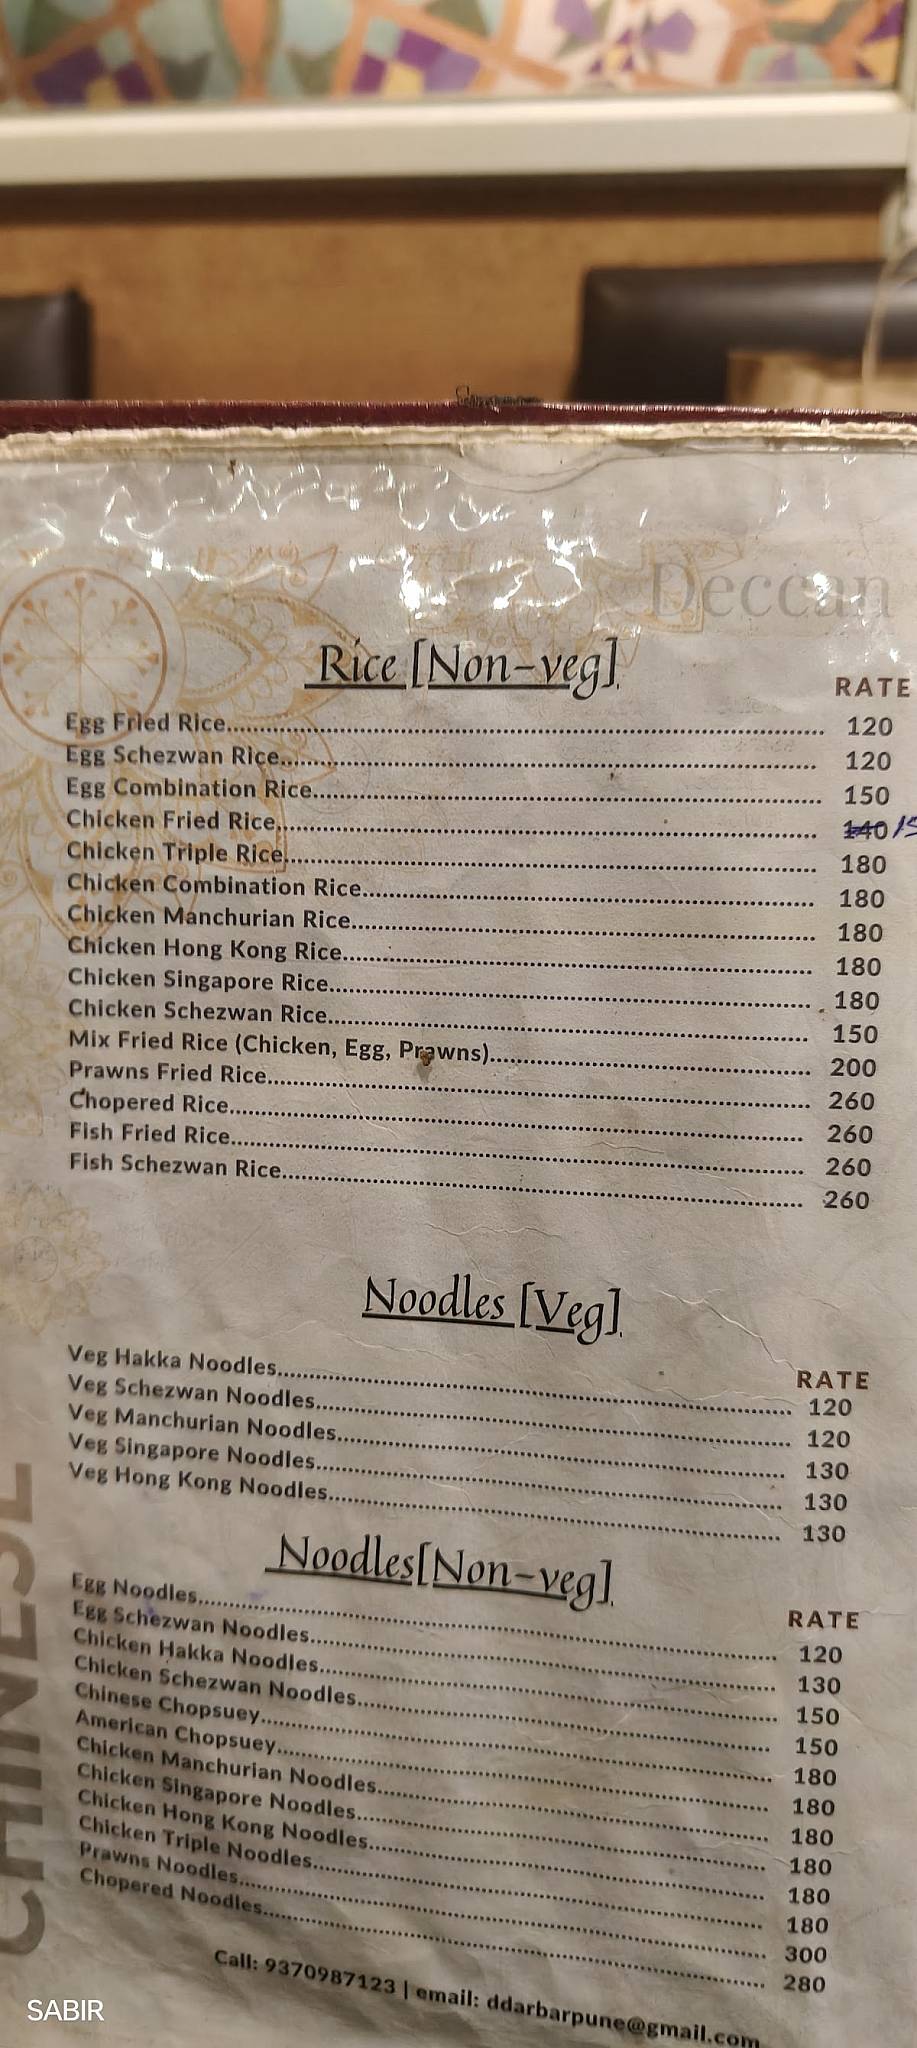 Deccan
Rice [Non-veg]
RATE
Egg Fried Rice........ 120
Egg Schezwan Rice........ 120
Egg Combination Rice........ 150
Chicken Fried Rice........ 140
Chicken Triple Rice........ 180
Chicken Combination Rice........ 180
Chicken Manchurian Rice........ 180
Chicken Hong Kong Rice........ 180
Chicken Singapore Rice........ 180
Chicken Schezwan Rice........ 150
Mix Fried Rice (Chicken, Egg, Prawns)........ 200
Prawns Fried Rice........ 260
Chopered Rice........ 260
Fish Fried Rice........ 260
Fish Schezwan Rice........ 260
Noodles [Veg]
RATE
Veg Hakka Noodles........ 120
Veg Schezwan Noodles........ 120
Veg Manchurian Noodles........ 130
Veg Singapore Noodles........ 130
Veg Hong Kong Noodles........ 130
Noodles[Non-veg]
RATE
Egg Noodles........ 120
Egg Schezwan Noodles........ 130
Chicken Hakka Noodles........ 150
Chicken Schezwan Noodles........ 150
Chinese Chopsuey........ 180
American Chopsuey........ 180
Chicken Manchurian Noodles........ 180
Chicken Singapore Noodles........ 180
Chicken Hong Kong Noodles........ 180
Chicken Triple Noodles........ 180
Prawns Noodles........ 300
Chopered Noodles........ 280
CHINESE
Call: 9370987123 | email: ddarbarpune@gmail.com
SABIR